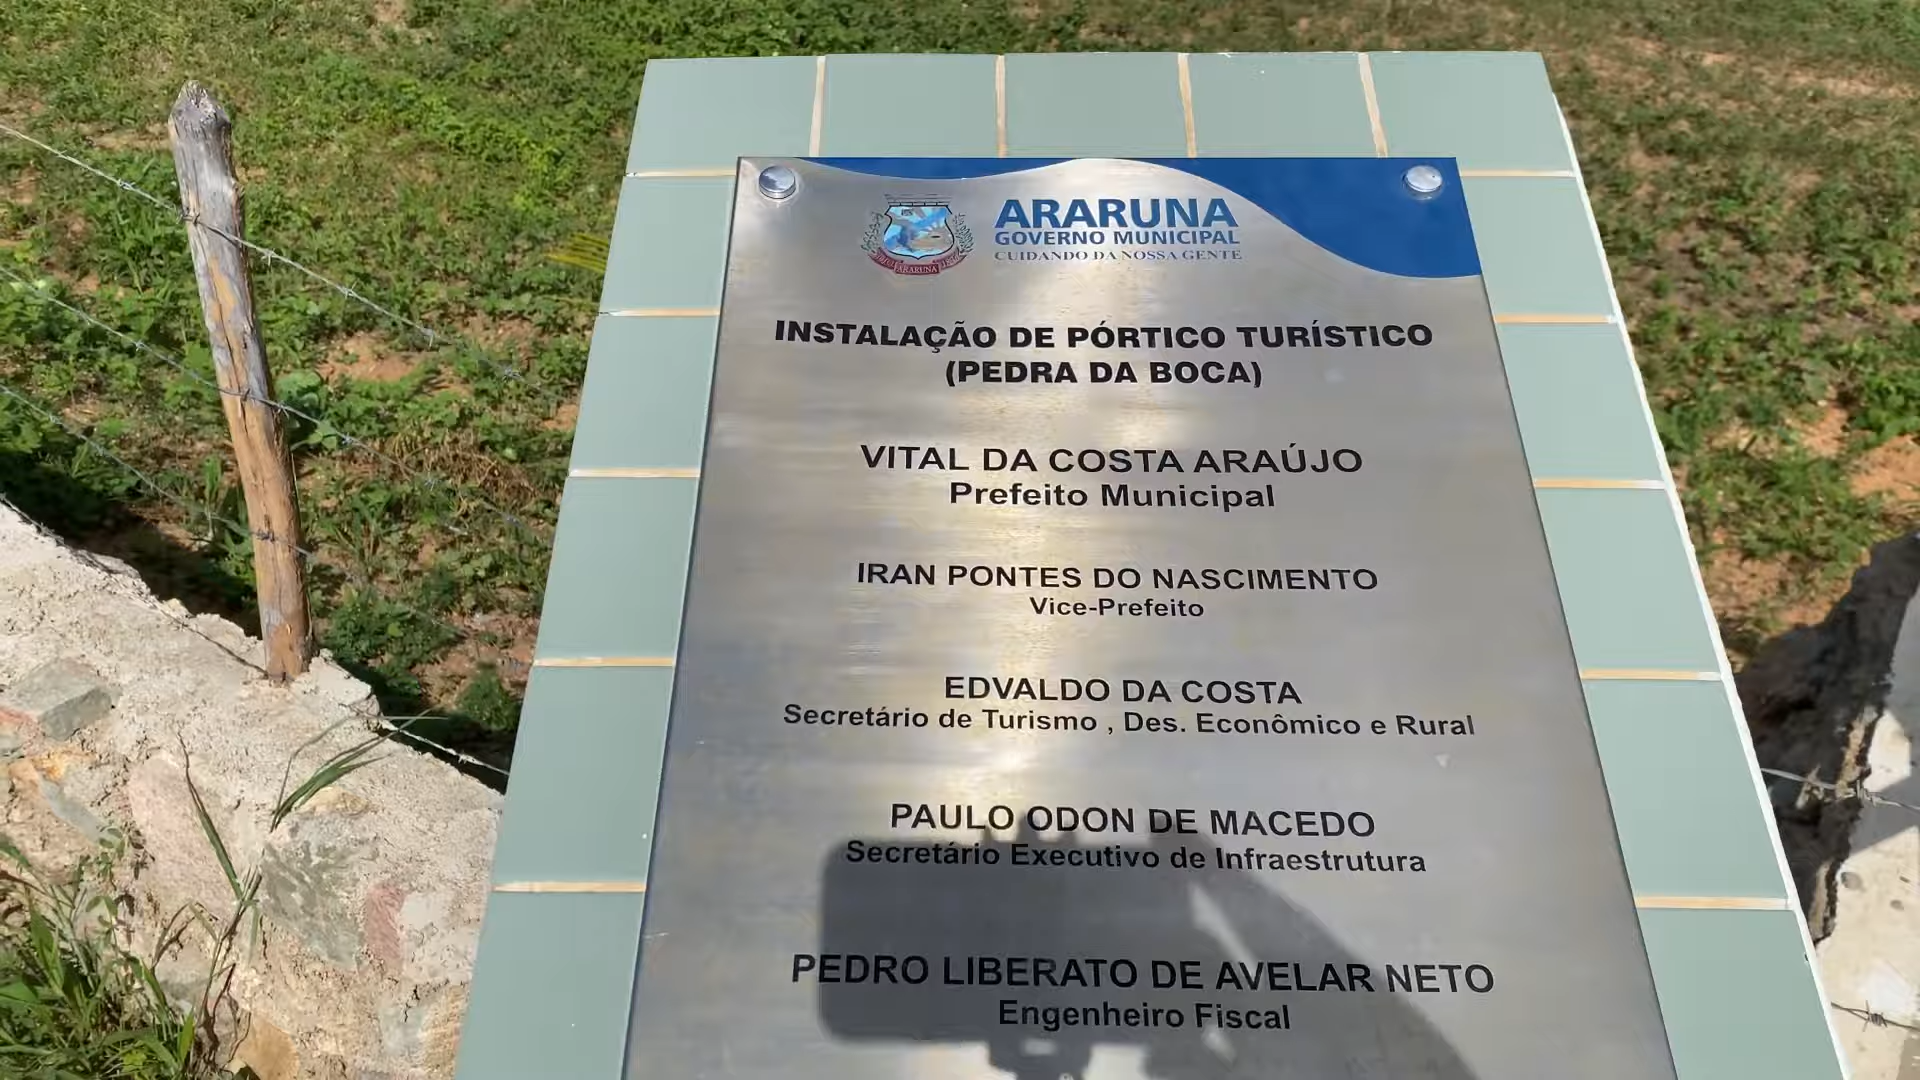 ARARUNA
GOVERNO MUNICIPAL
CUIDANDO DA NOSSA GENTE
ARARUNA
INSTALAÇÃO DE PÓRTICO TURÍSTICO
(PEDRA DA BOCA)
VITAL DA COSTA ARAÚJO
Prefeito Municipal
IRAN PONTES DO NASCIMENTO
Vice-Prefeito
EDVALDO DA COSTA
Secretário de Turismo , Des. Econômico e Rural
PAULO ODON DE MACEDO
Secretário Executivo de Infraestrutura
PEDRO LIBERATO DE AVELAR NETO
Engenheiro Fiscal